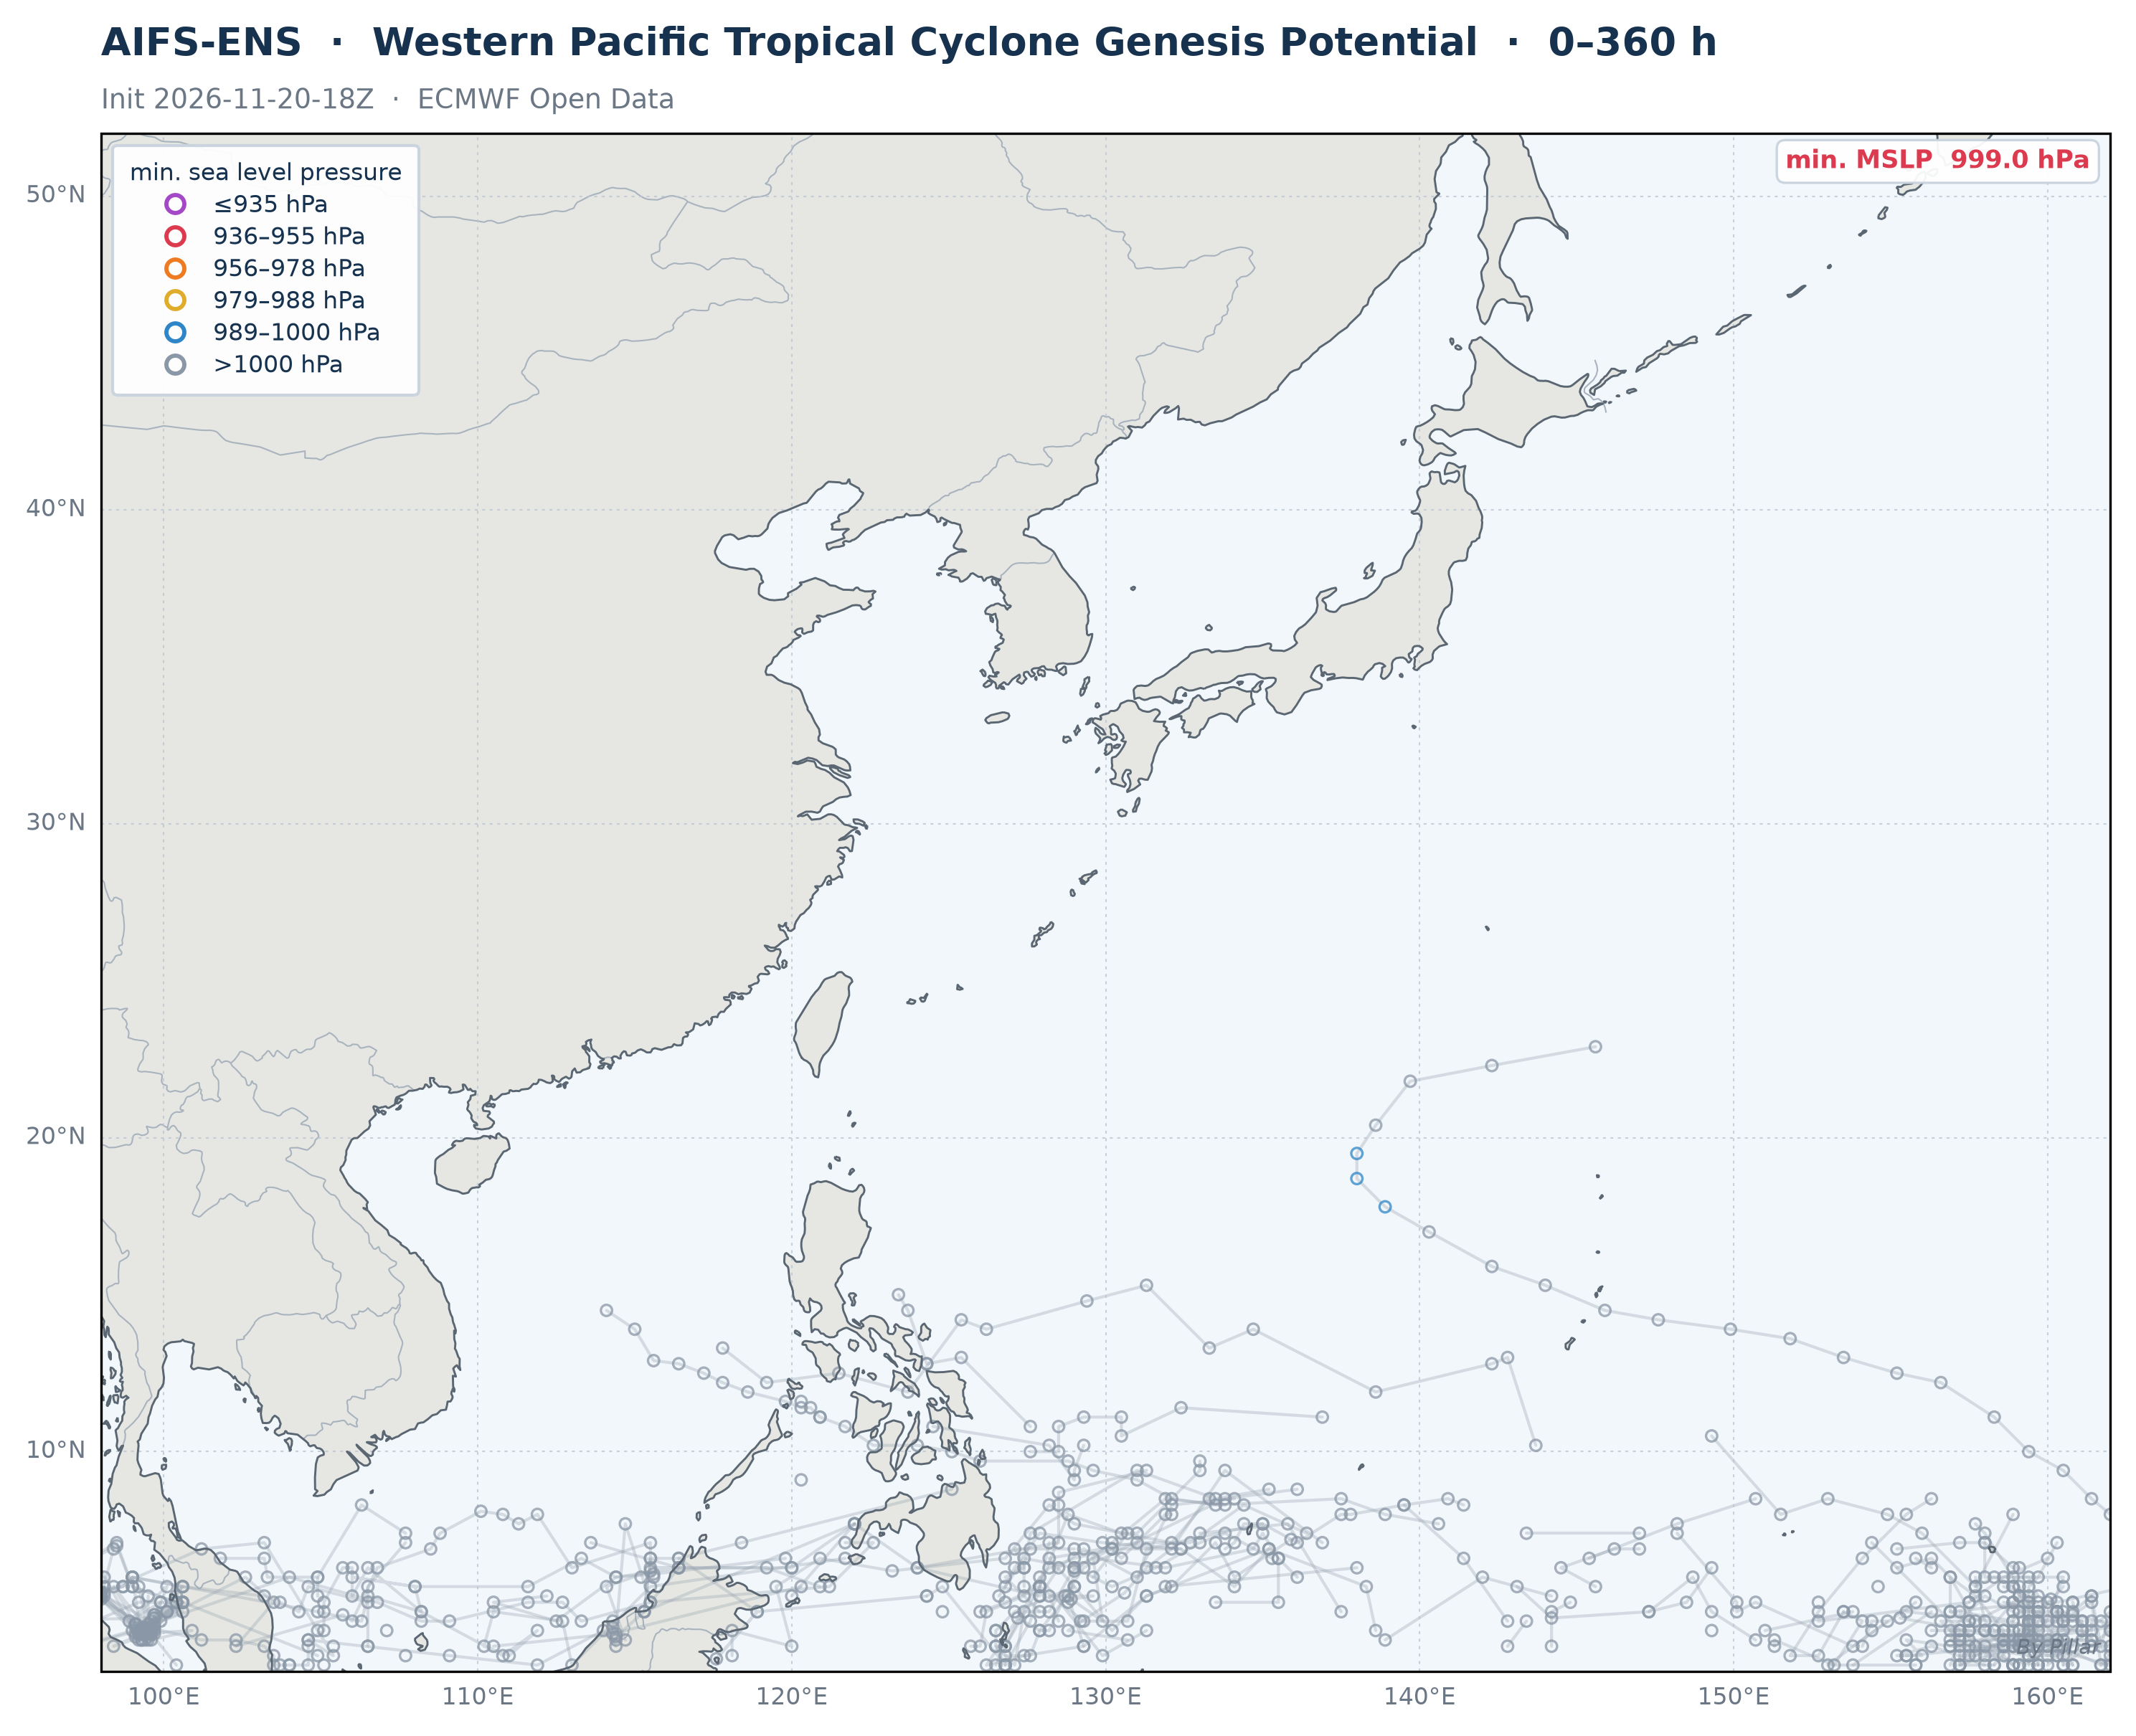 AIFS-ENS · Western Pacific Tropical Cyclone Genesis Potential · 0–360 h
Init 2026-11-20-18Z · ECMWF Open Data
min. sea level pressure
≤935 hPa
936–955 hPa
956–978 hPa
979–988 hPa
989–1000 hPa
>1000 hPa
min. MSLP 999.0 hPa
50°N
40°N
30°N
20°N
10°N
By Pillar
100°E 110°E 120°E 130°E 140°E 150°E 160°E